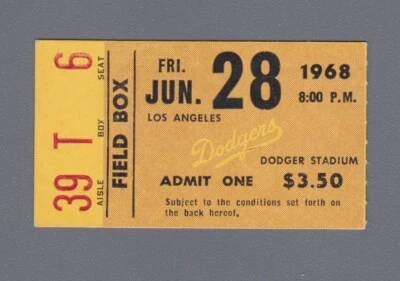 39 T 6
AISLE BOX SEAT
FIELD BOX
FRI.
JUN. 28
1968
8:00 P.M.
LOS ANGELES
Dodgers
DODGER STADIUM
ADMIT ONE $3.50
Subject to the conditions set forth on
the back hereof.